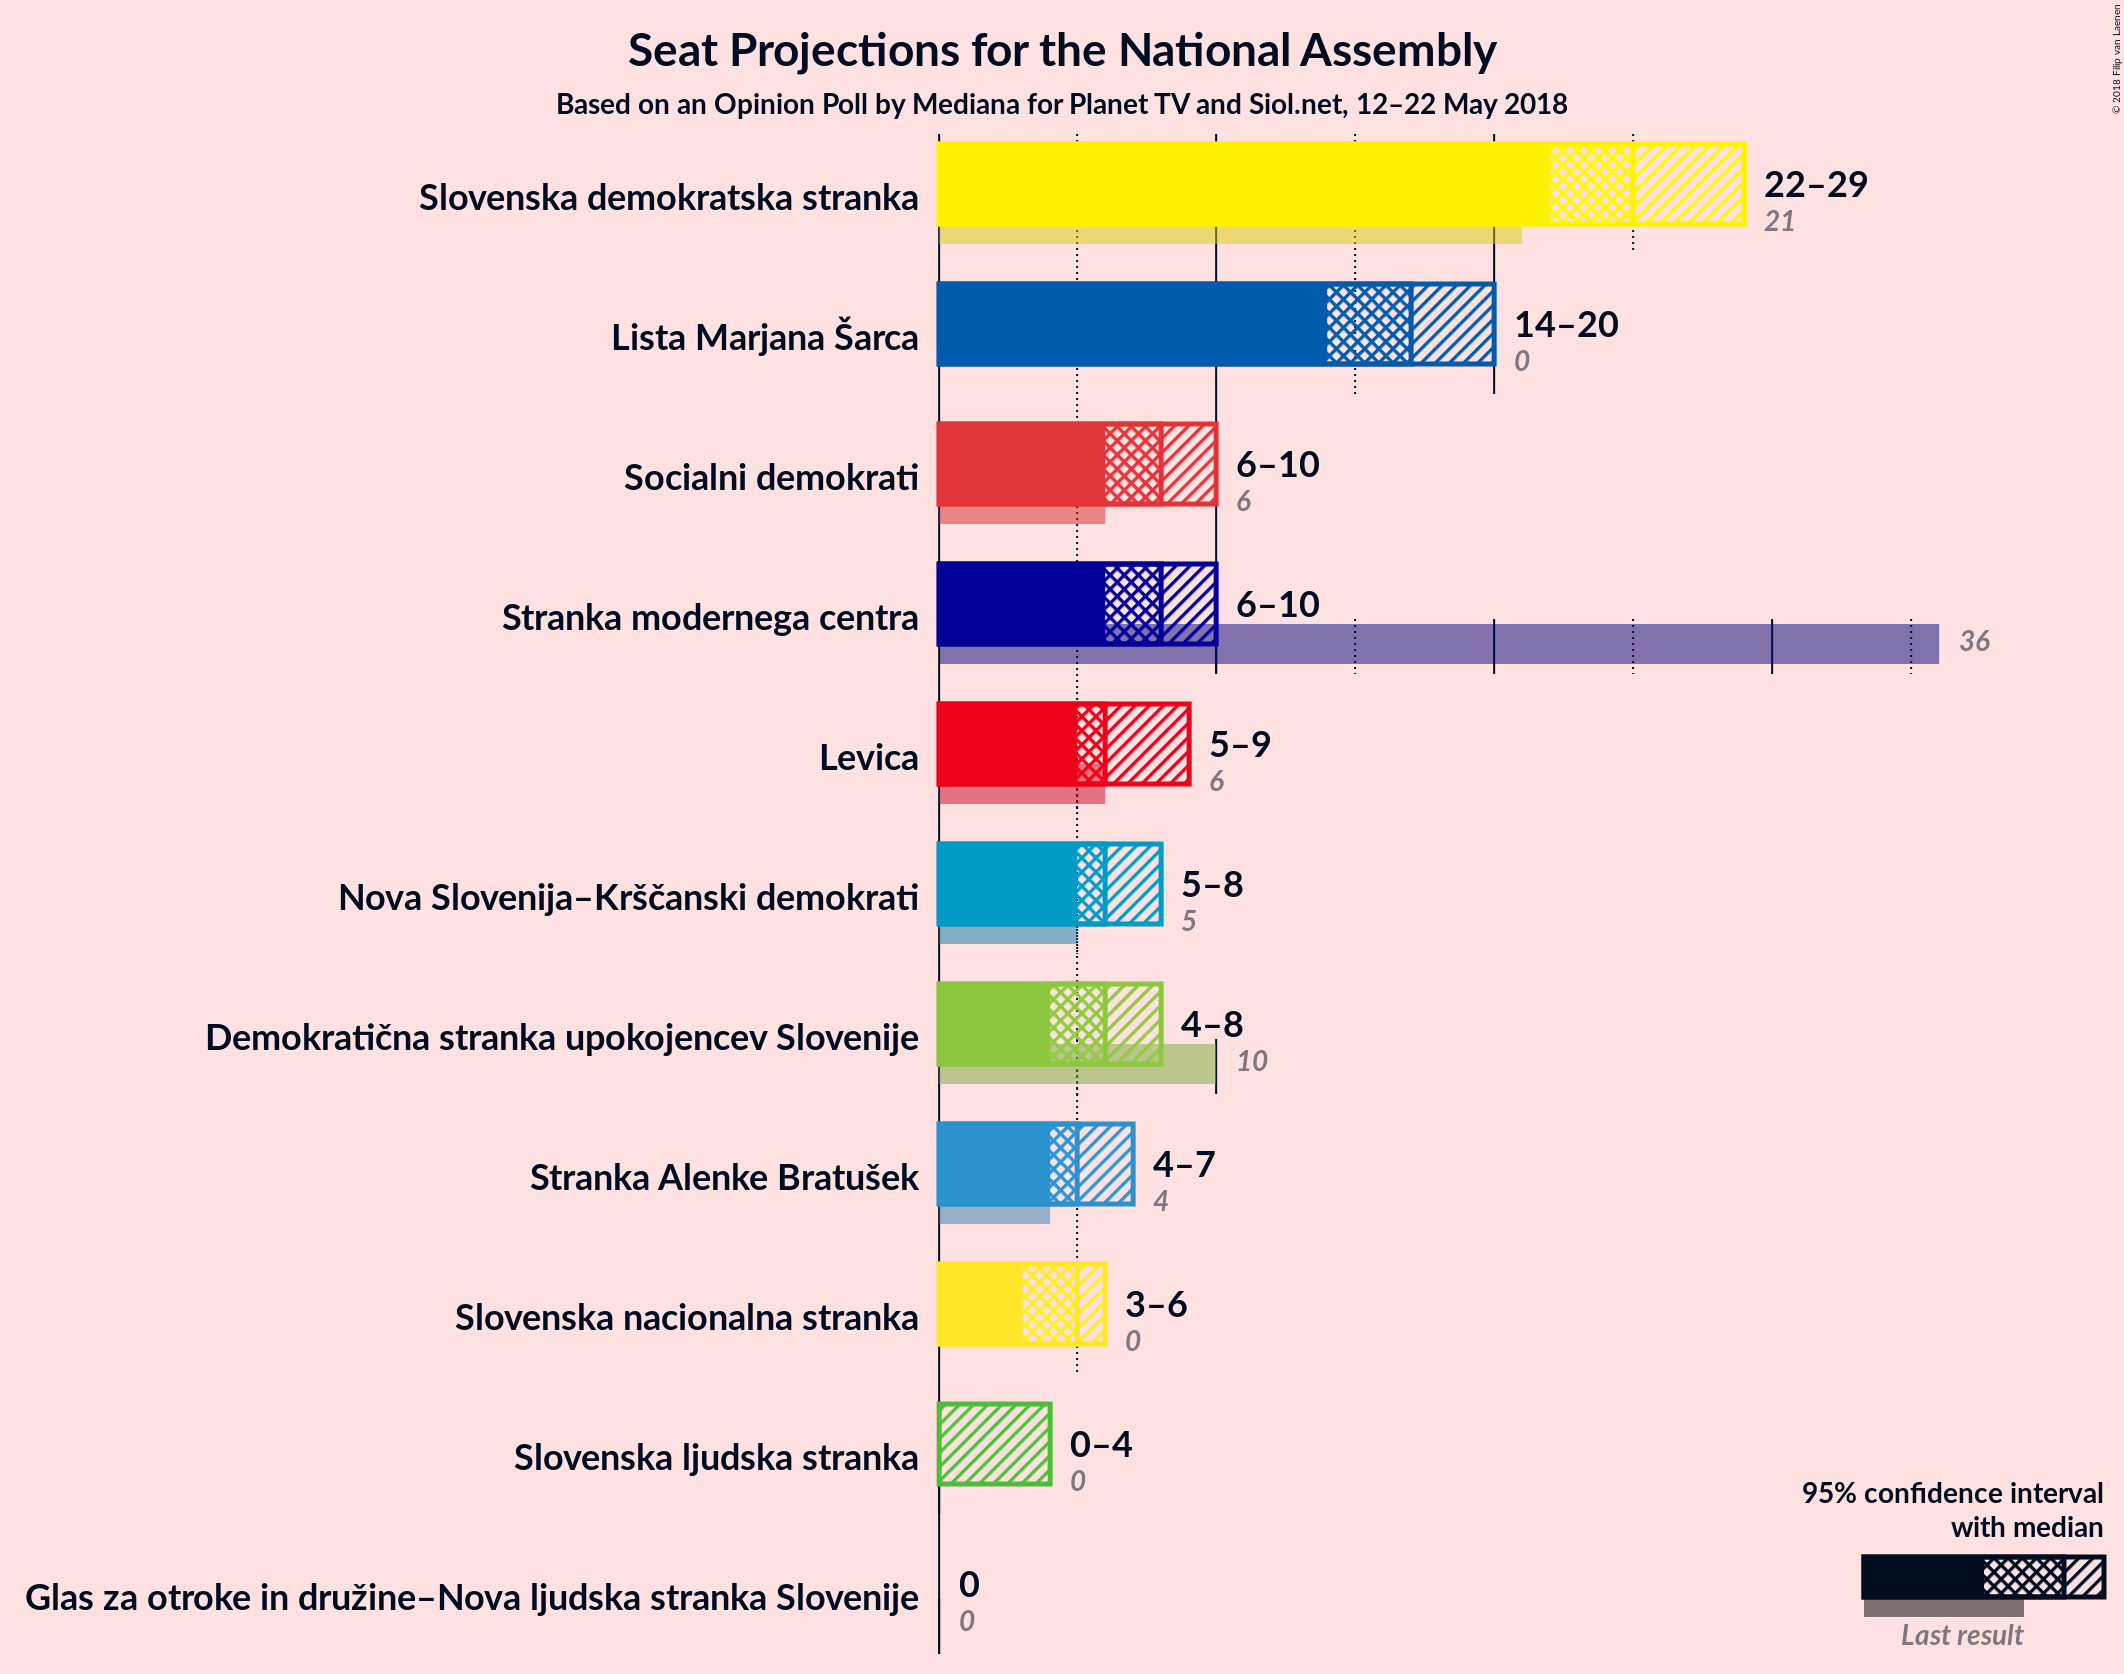 Seat Projections for the National Assembly
Based on an Opinion Poll by Mediana for Planet TV and Siol.net, 12–22 May 2018
© 2018 Filip van Laenen
Slovenska demokratska stranka
22–29
21
Lista Marjana Šarca
14–20
0
Socialni demokrati
6–10
6
Stranka modernega centra
6–10
36
Levica
5–9
6
Nova Slovenija–Krščanski demokrati
5–8
5
Demokratična stranka upokojencev Slovenije
4–8
10
Stranka Alenke Bratušek
4–7
4
Slovenska nacionalna stranka
3–6
0
Slovenska ljudska stranka
0–4
0
Glas za otroke in družine–Nova ljudska stranka Slovenije
0
0
95% confidence interval
with median
Last result